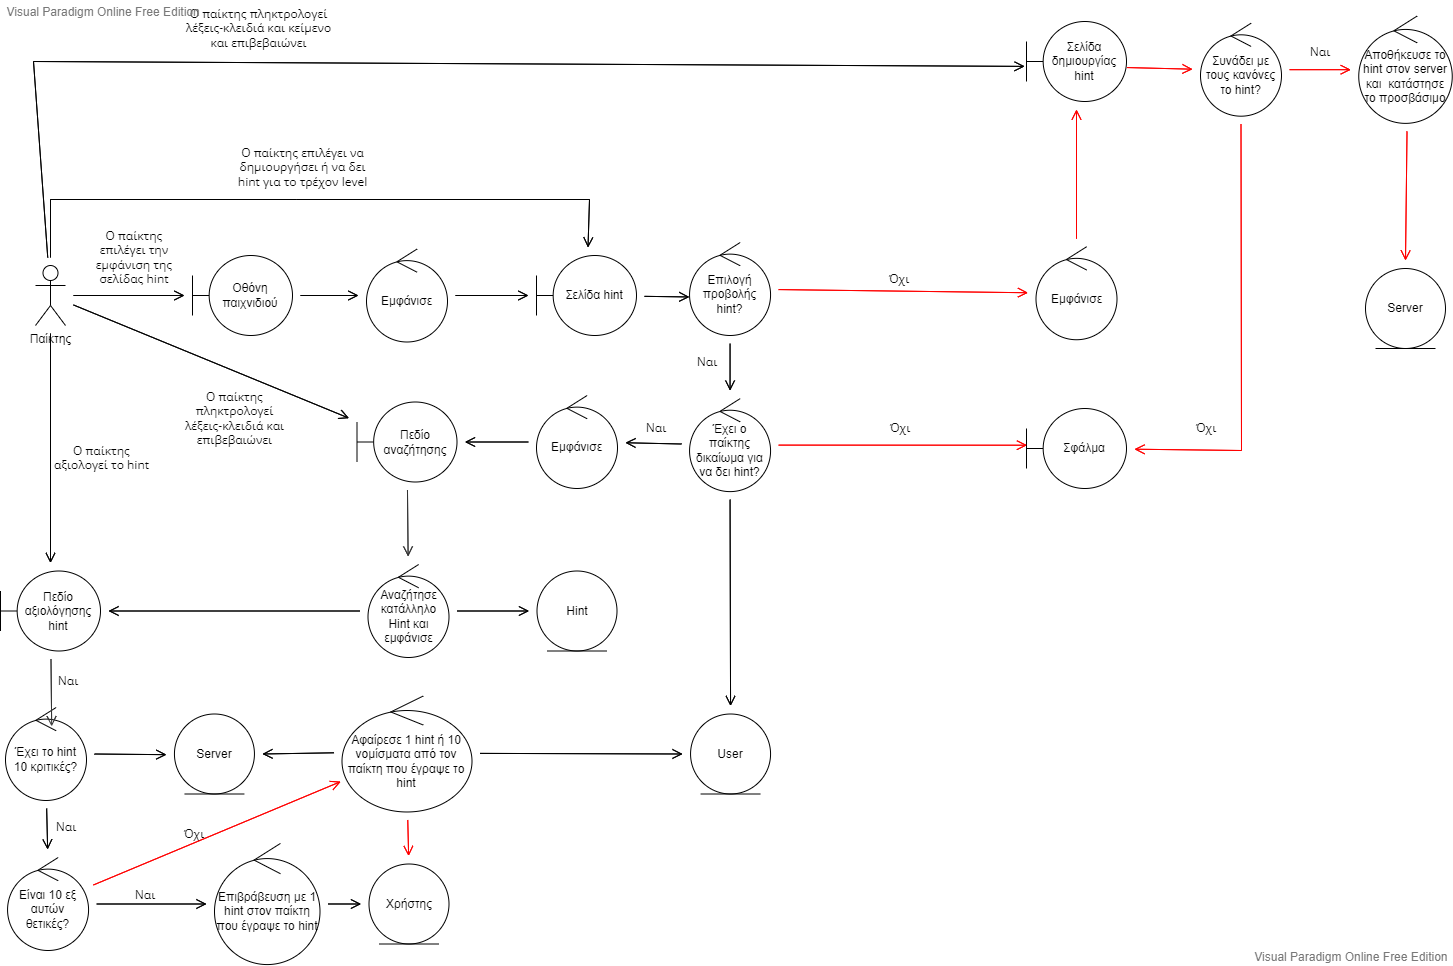 Visual Paradigm Online Free Edition
Ο παίκτης πληκτρολογεί
λέξεις-κλειδιά και κείμενο
και επιβεβαιώνει
Σελίδα
δημιουργίας
hint
Συνάδει με
τους κανόνες
το hint?
Ναι
Αποθήκευσε το
hint στον server
και κατάστησε
το προσβάσιμο
Ο παίκτης επιλέγει να
δημιουργήσει ή να δει
hint για το τρέχον level
Ο παίκτης
επιλέγει την
εμφάνιση της
σελίδας hint
Παίκτης
Οθόνη
παιχνιδιού
Εμφάνισε
Σελίδα hint
Επιλογή
προβολής
hint?
Όχι
Εμφάνισε
Server
Ναι
Ο παίκτης
πληκτρολογεί
λέξεις-κλειδιά και
επιβεβαιώνει
Πεδίο
αναζήτησης
Εμφάνισε
Ναι
Έχει ο
παίκτης
δικαίωμα για
να δει hint?
Όχι
Σφάλμα
Όχι
Ο παίκτης
αξιολογεί το hint
Πεδίο
αξιολόγησης
hint
Αναζήτησε
κατάλληλο
Hint και
εμφάνισε
Hint
Ναι
Έχει το hint
10 κριτικές?
Server
Αφαίρεσε 1 hint ή 10
νομίσματα από τον
παίκτη που έγραψε το
hint
User
Ναι
Όχι
Είναι 10 εξ
αυτών
θετικές?
Ναι
Επιβράβευση με 1
hint στον παίκτη
που έγραψε το hint
Χρήστης
Visual Paradigm Online Free Edition